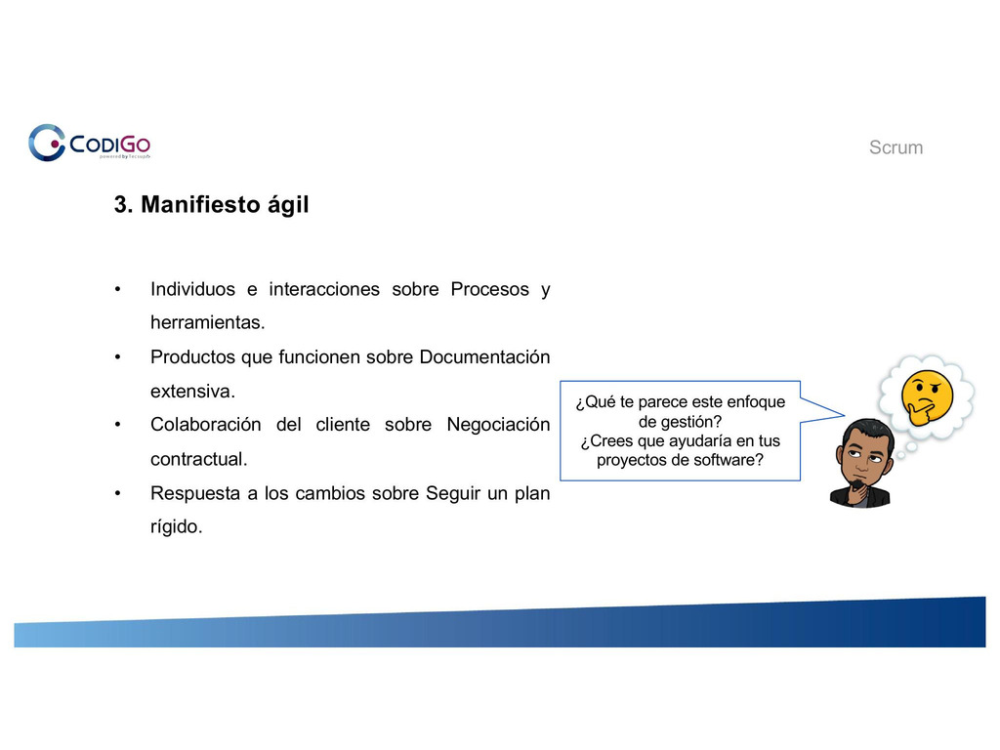 CODIGO
powered by Tecsup
Scrum
3. Manifiesto ágil
• Individuos e interacciones sobre Procesos y
herramientas.
• Productos que funcionen sobre Documentación
extensiva.
• Colaboración del cliente sobre Negociación
contractual.
• Respuesta a los cambios sobre Seguir un plan
rígido.
¿Qué te parece este enfoque
de gestión?
¿Crees que ayudaría en tus
proyectos de software?